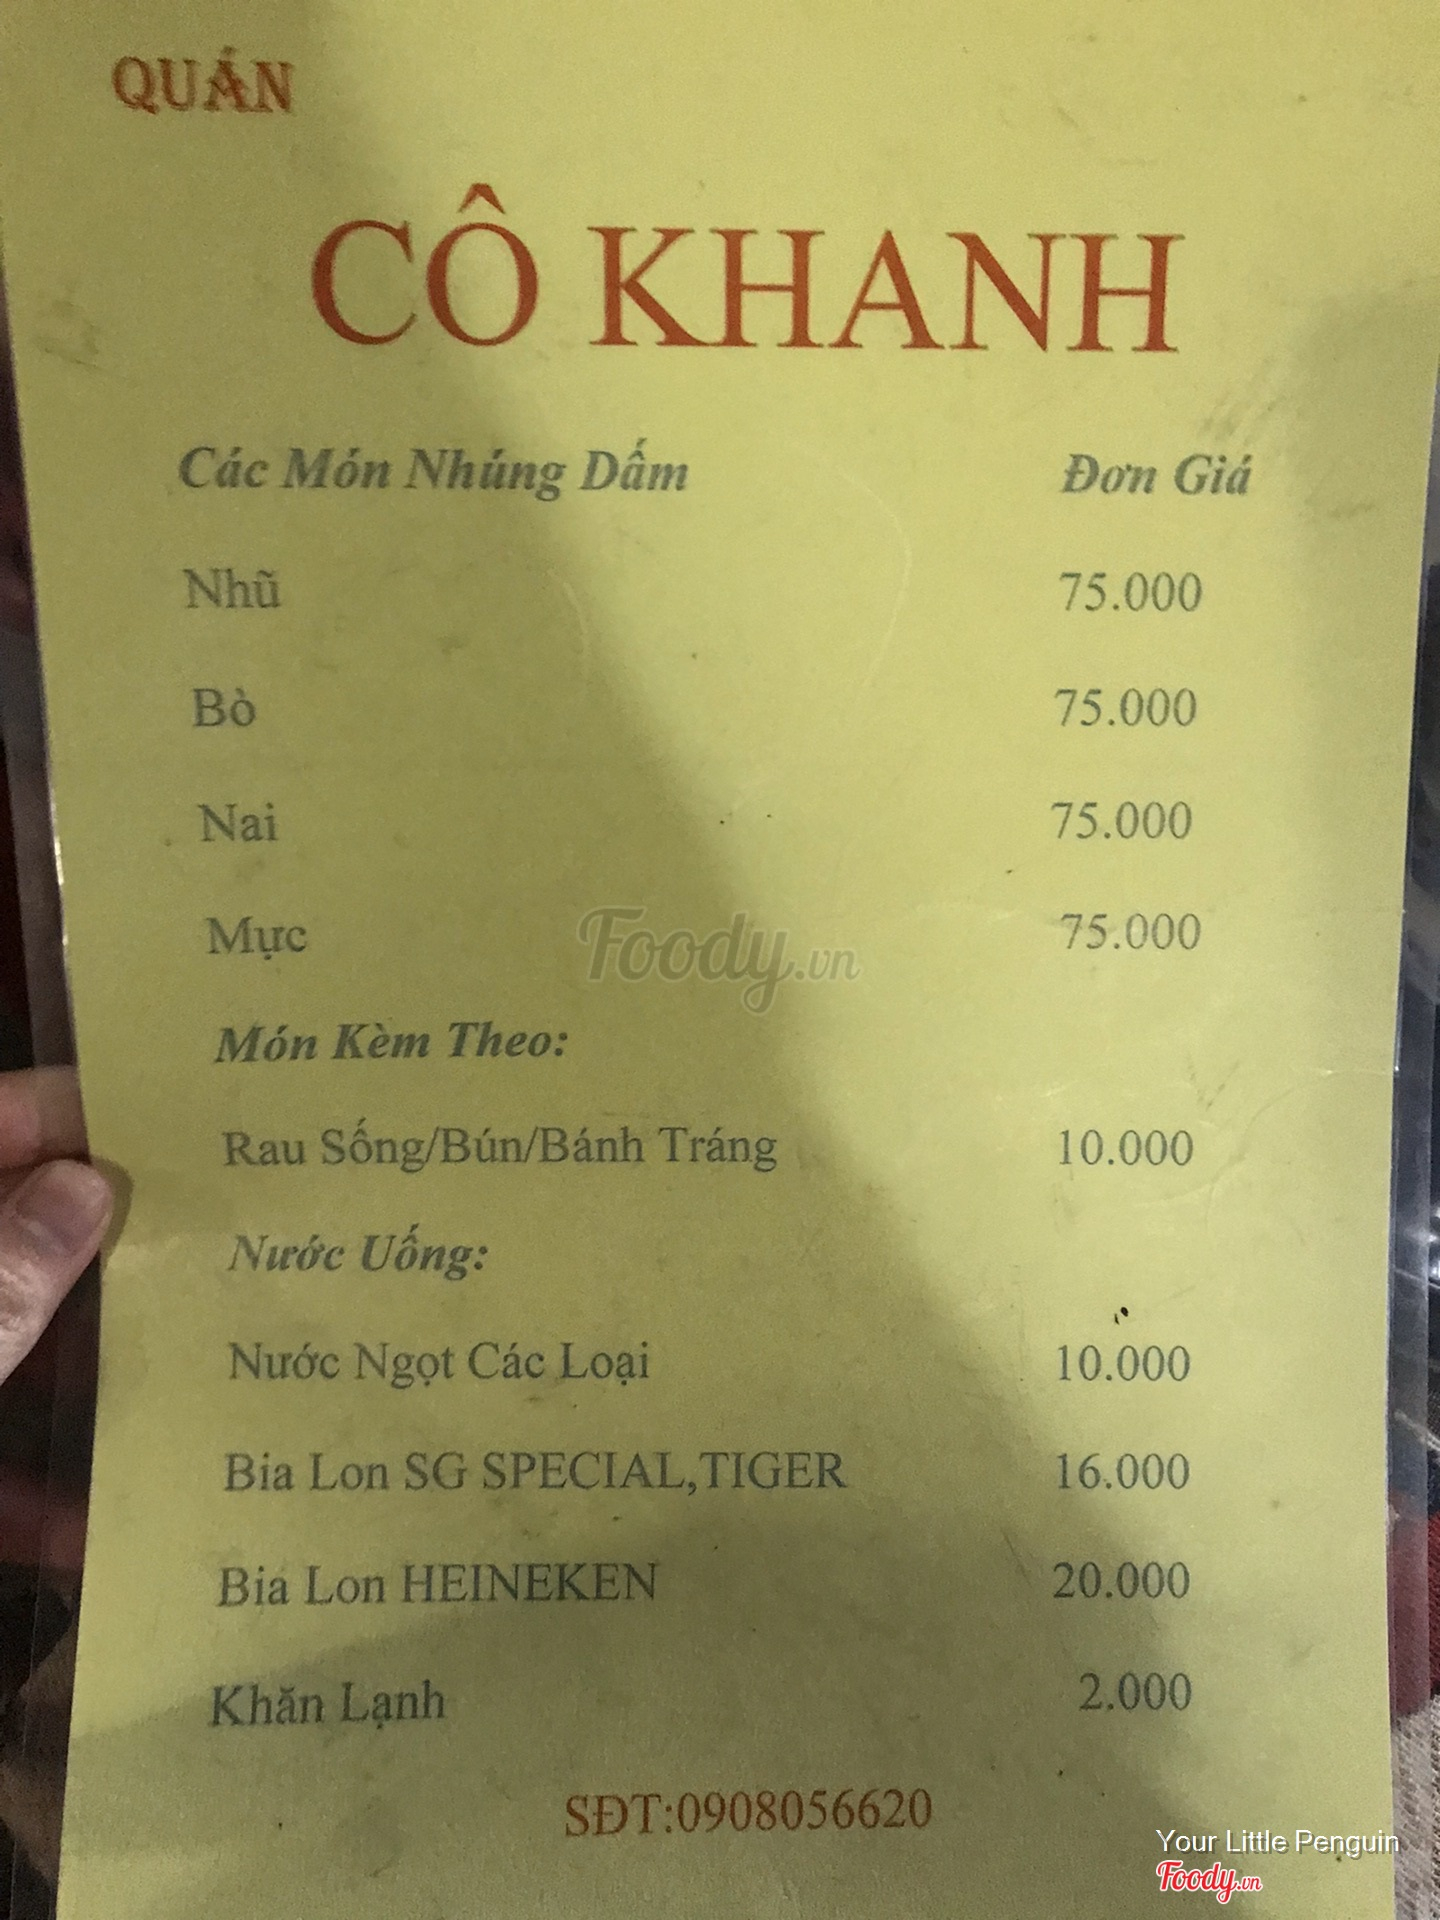 QUÁN
CÔ KHANH
Các Món Nhúng Dấm Đơn Giá
Nhũ 75.000
Bò 75.000
Nai 75.000
Mực 75.000
Foody.vn
Món Kèm Theo:
Rau Sống/Bún/Bánh Tráng 10.000
Nước Uống:
Nước Ngọt Các Loại 10.000
Bia Lon SG SPECIAL,TIGER 16.000
Bia Lon HEINEKEN 20.000
Khăn Lạnh 2.000
SĐT:0908056620
Your Little Penguin
Foody.vn